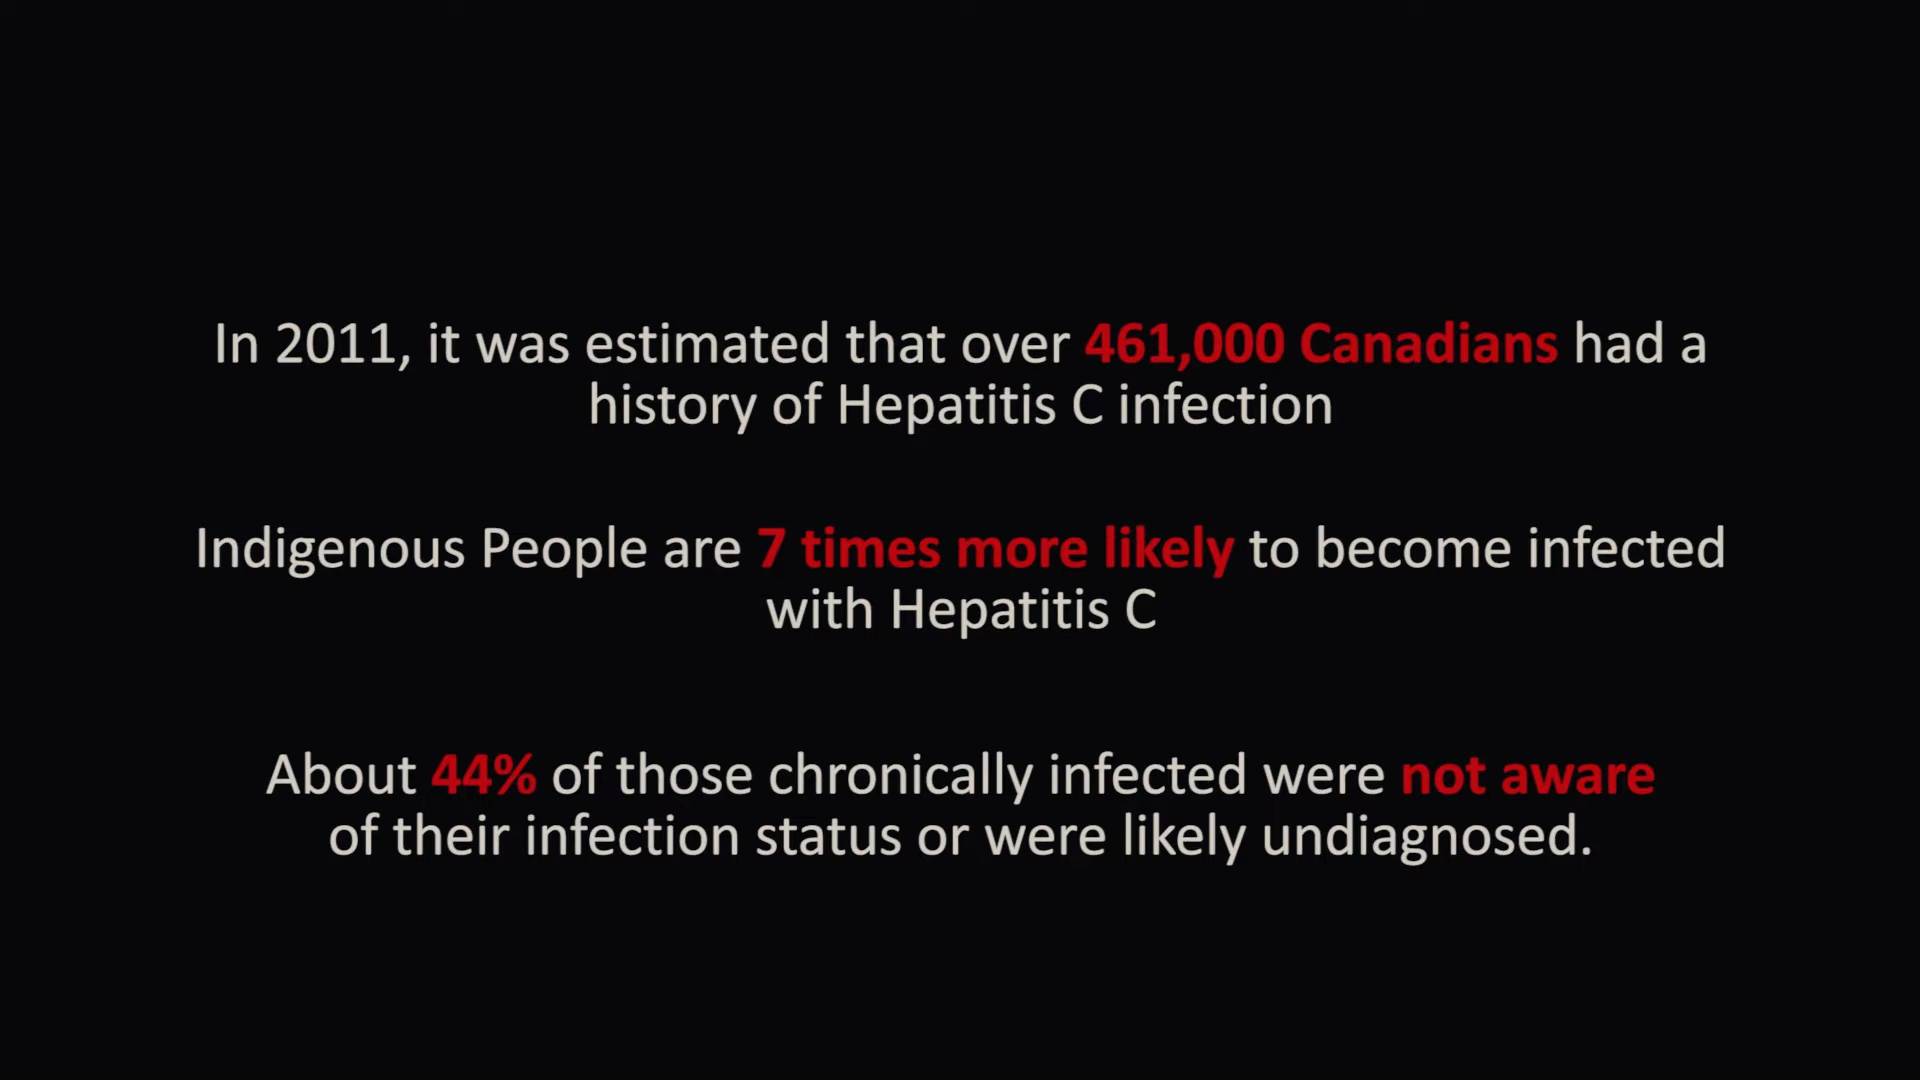 In 2011, it was estimated that over 461,000 Canadians had a
history of Hepatitis C infection
Indigenous People are 7 times more likely to become infected
with Hepatitis C
About 44% of those chronically infected were not aware
of their infection status or were likely undiagnosed.